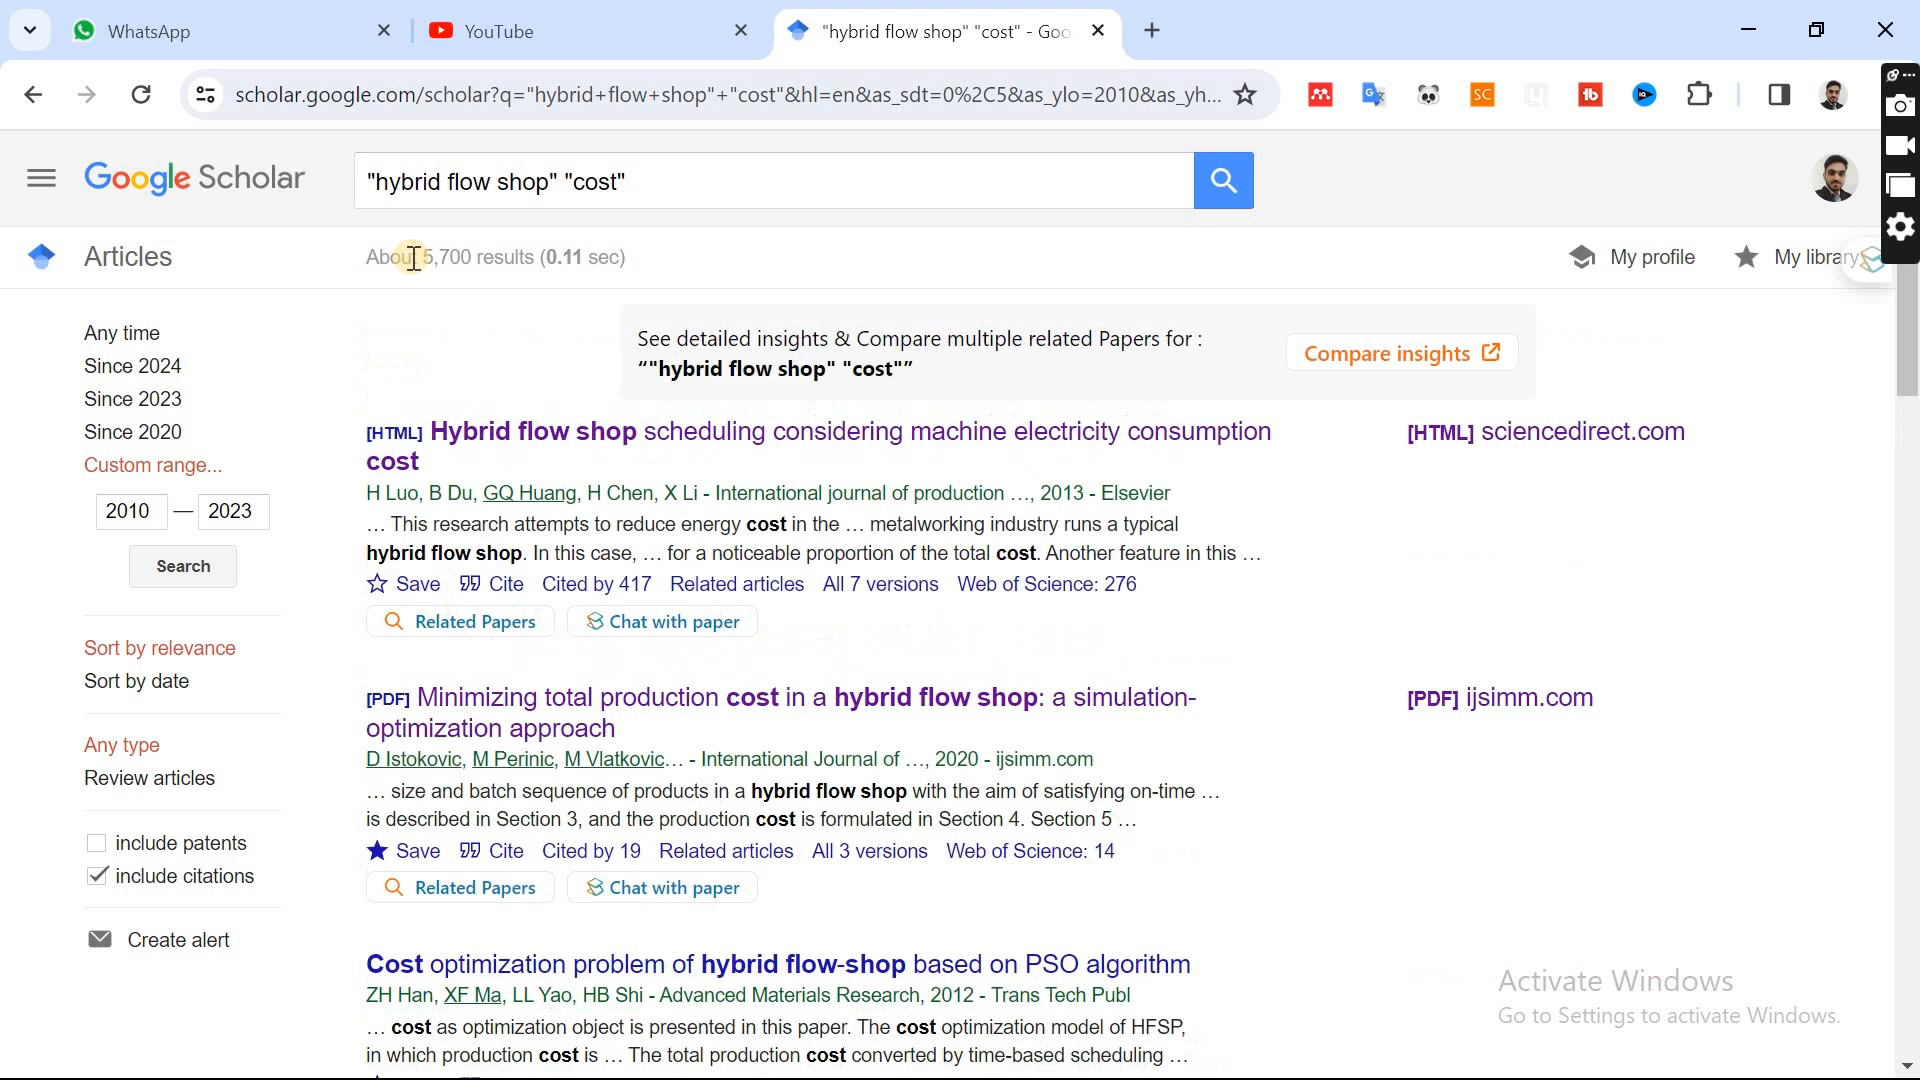 WhatsApp
YouTube
"hybrid flow shop" "cost" - Goo
scholar.google.com/scholar?q="hybrid+flow+shop"+"cost"&hl=en&as_sdt=0%2C5&as_ylo=2010&as_yh...
SC
Google Scholar
"hybrid flow shop" "cost"
Articles
About 5,700 results (0.11 sec)
My profile
My library
Any time
Since 2024
Since 2023
Since 2020
Custom range...
2010 — 2023
Search
Sort by relevance
Sort by date
Any type
Review articles
include patents
include citations
Create alert
See detailed insights & Compare multiple related Papers for :
“"hybrid flow shop" "cost"”
Compare insights
[HTML] Hybrid flow shop scheduling considering machine electricity consumption
cost
H Luo, B Du, GQ Huang, H Chen, X Li - International journal of production …, 2013 - Elsevier
… This research attempts to reduce energy cost in the … metalworking industry runs a typical
hybrid flow shop. In this case, … for a noticeable proportion of the total cost. Another feature in this …
Save Cite Cited by 417 Related articles All 7 versions Web of Science: 276
Related Papers Chat with paper
[HTML] sciencedirect.com
[PDF] Minimizing total production cost in a hybrid flow shop: a simulation-
optimization approach
D Istokovic, M Perinic, M Vlatkovic… - International Journal of …, 2020 - ijsimm.com
… size and batch sequence of products in a hybrid flow shop with the aim of satisfying on-time …
is described in Section 3, and the production cost is formulated in Section 4. Section 5 …
Save Cite Cited by 19 Related articles All 3 versions Web of Science: 14
Related Papers Chat with paper
[PDF] ijsimm.com
Cost optimization problem of hybrid flow-shop based on PSO algorithm
ZH Han, XF Ma, LL Yao, HB Shi - Advanced Materials Research, 2012 - Trans Tech Publ
… cost as optimization object is presented in this paper. The cost optimization model of HFSP,
in which production cost is … The total production cost converted by time-based scheduling …
Activate Windows
Go to Settings to activate Windows.